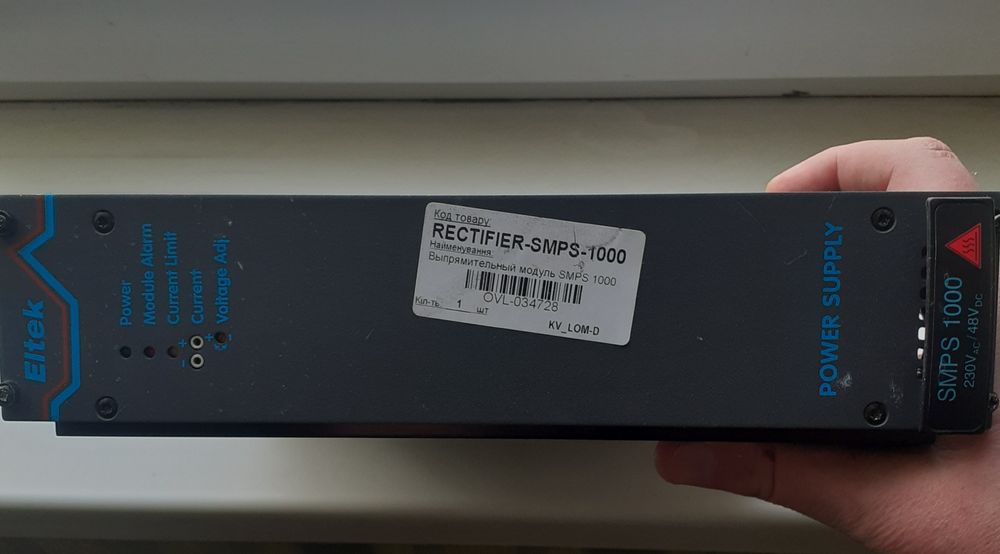 Eltek
Power
Module Alarm
Current Limit
Current
Voltage Adj.
+
-
+
-
Код товару:
RECTIFIER-SMPS-1000
Найменування:
Выпрямительный модуль SMPS 1000
OVL-034728
Кіл-ть: 1 шт
KV_LOM-D
POWER SUPPLY
SMPS 1000
230VAC/48VDC